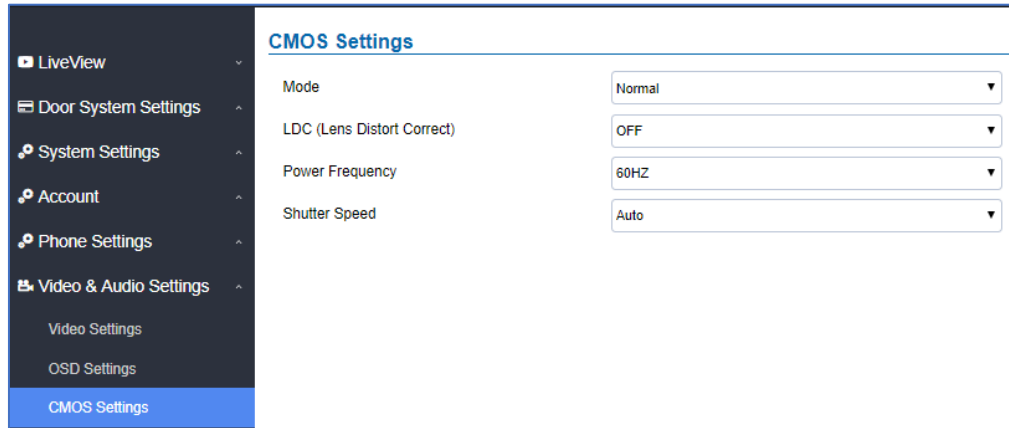 LiveView
Door System Settings
System Settings
Account
Phone Settings
Video & Audio Settings
Video Settings
OSD Settings
CMOS Settings
CMOS Settings
Mode Normal
LDC (Lens Distort Correct) OFF
Power Frequency 60HZ
Shutter Speed Auto